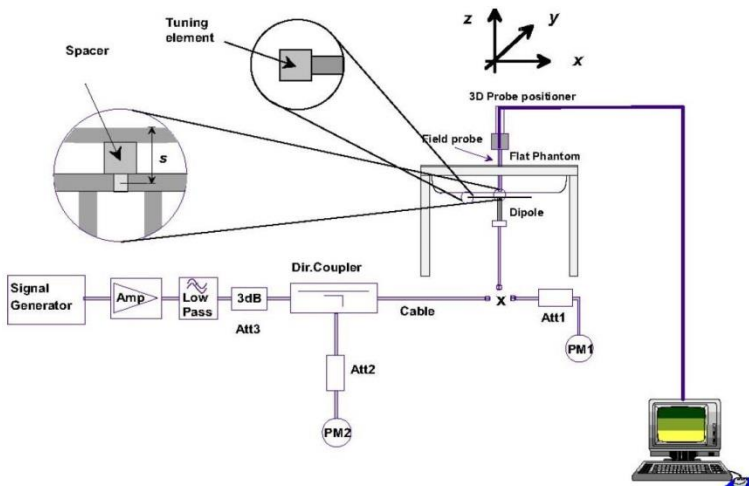 Tuning
element
Spacer
s
z
y
x
3D Probe positioner
Field probe
Flat Phantom
Dipole
Signal
Generator
Amp
Low
Pass
3dB
Att3
Dir.Coupler
Cable
x
Att1
PM1
Att2
PM2